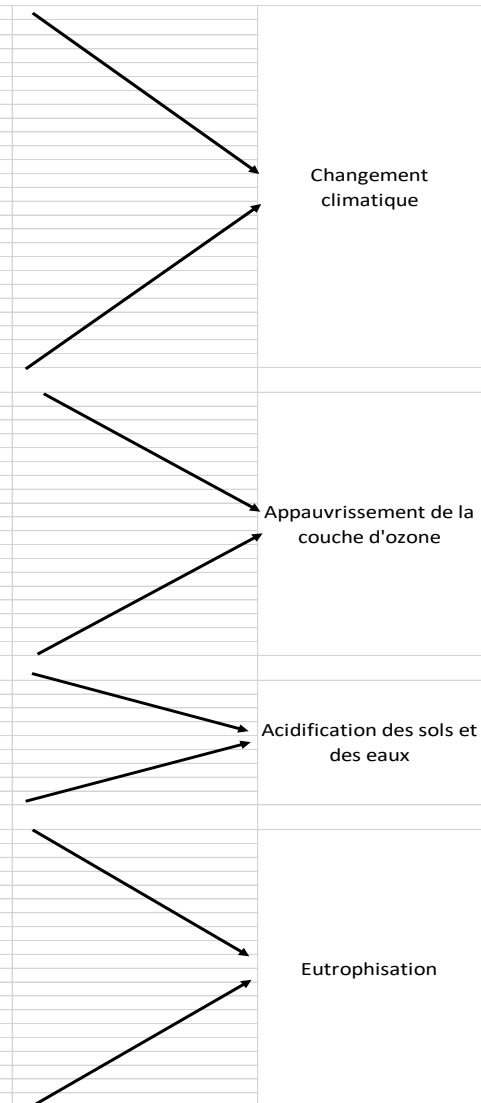 Changement
climatique
Appauvrissement de la
couche d'ozone
Acidification des sols et
des eaux
Eutrophisation